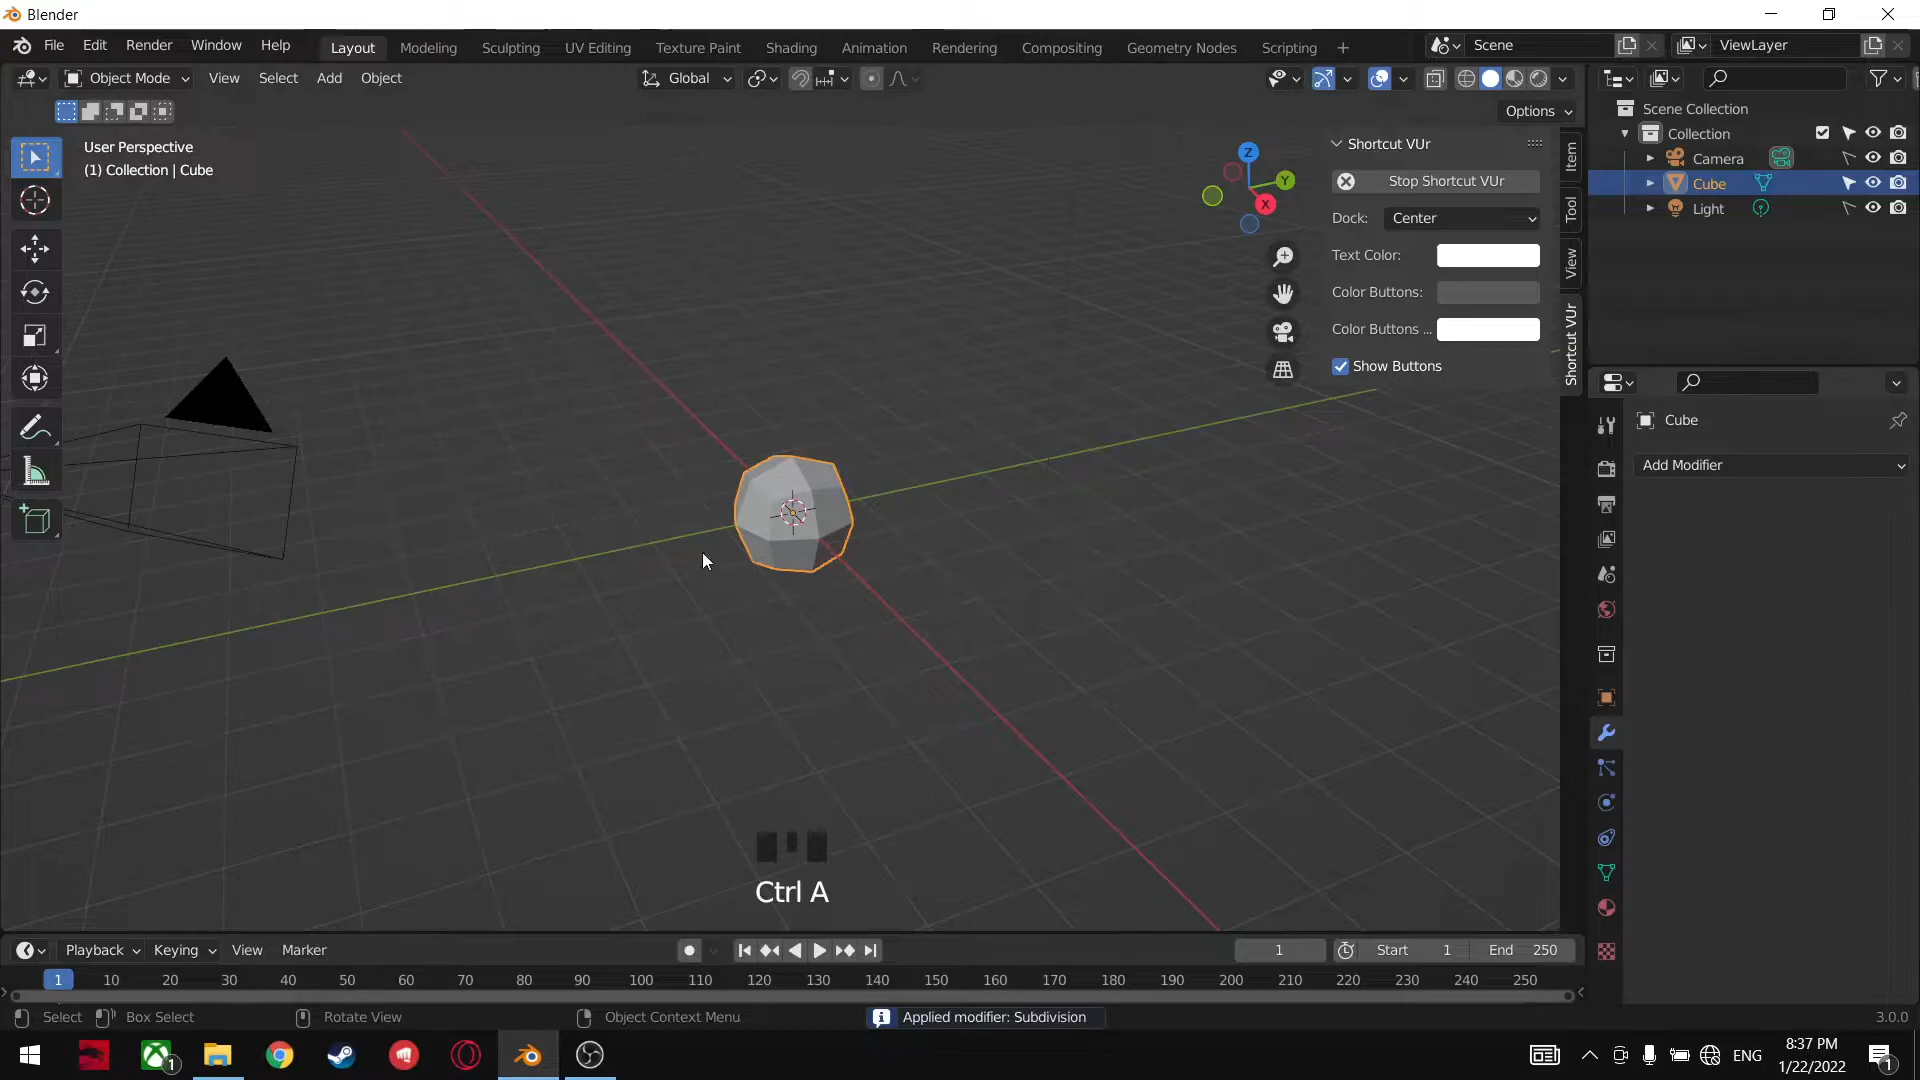 Blender
File Edit Render Window Help Layout Modeling Sculpting UV Editing Texture Paint Shading Animation Rendering Compositing Geometry Nodes Scripting + Scene ViewLayer
Object Mode View Select Add Object Global
Options
User Perspective
(1) Collection | Cube
Z
Y
X
Shortcut VUr
Stop Shortcut VUr
Dock: Center
Text Color:
Color Buttons:
Color Buttons ...
Show Buttons
Item
Tool
View
Shortcut VUr
Scene Collection
Collection
Camera
Cube
Light
Cube
Add Modifier
Ctrl A
Playback Keying View Marker 1 Start 1 End 250
1 10 20 30 40 50 60 70 80 90 100 110 120 130 140 150 160 170 180 190 200 210 220 230 240 250
Select Box Select Rotate View Object Context Menu Applied modifier: Subdivision 3.0.0
1 ENG 8:37 PM
1/22/2022 1